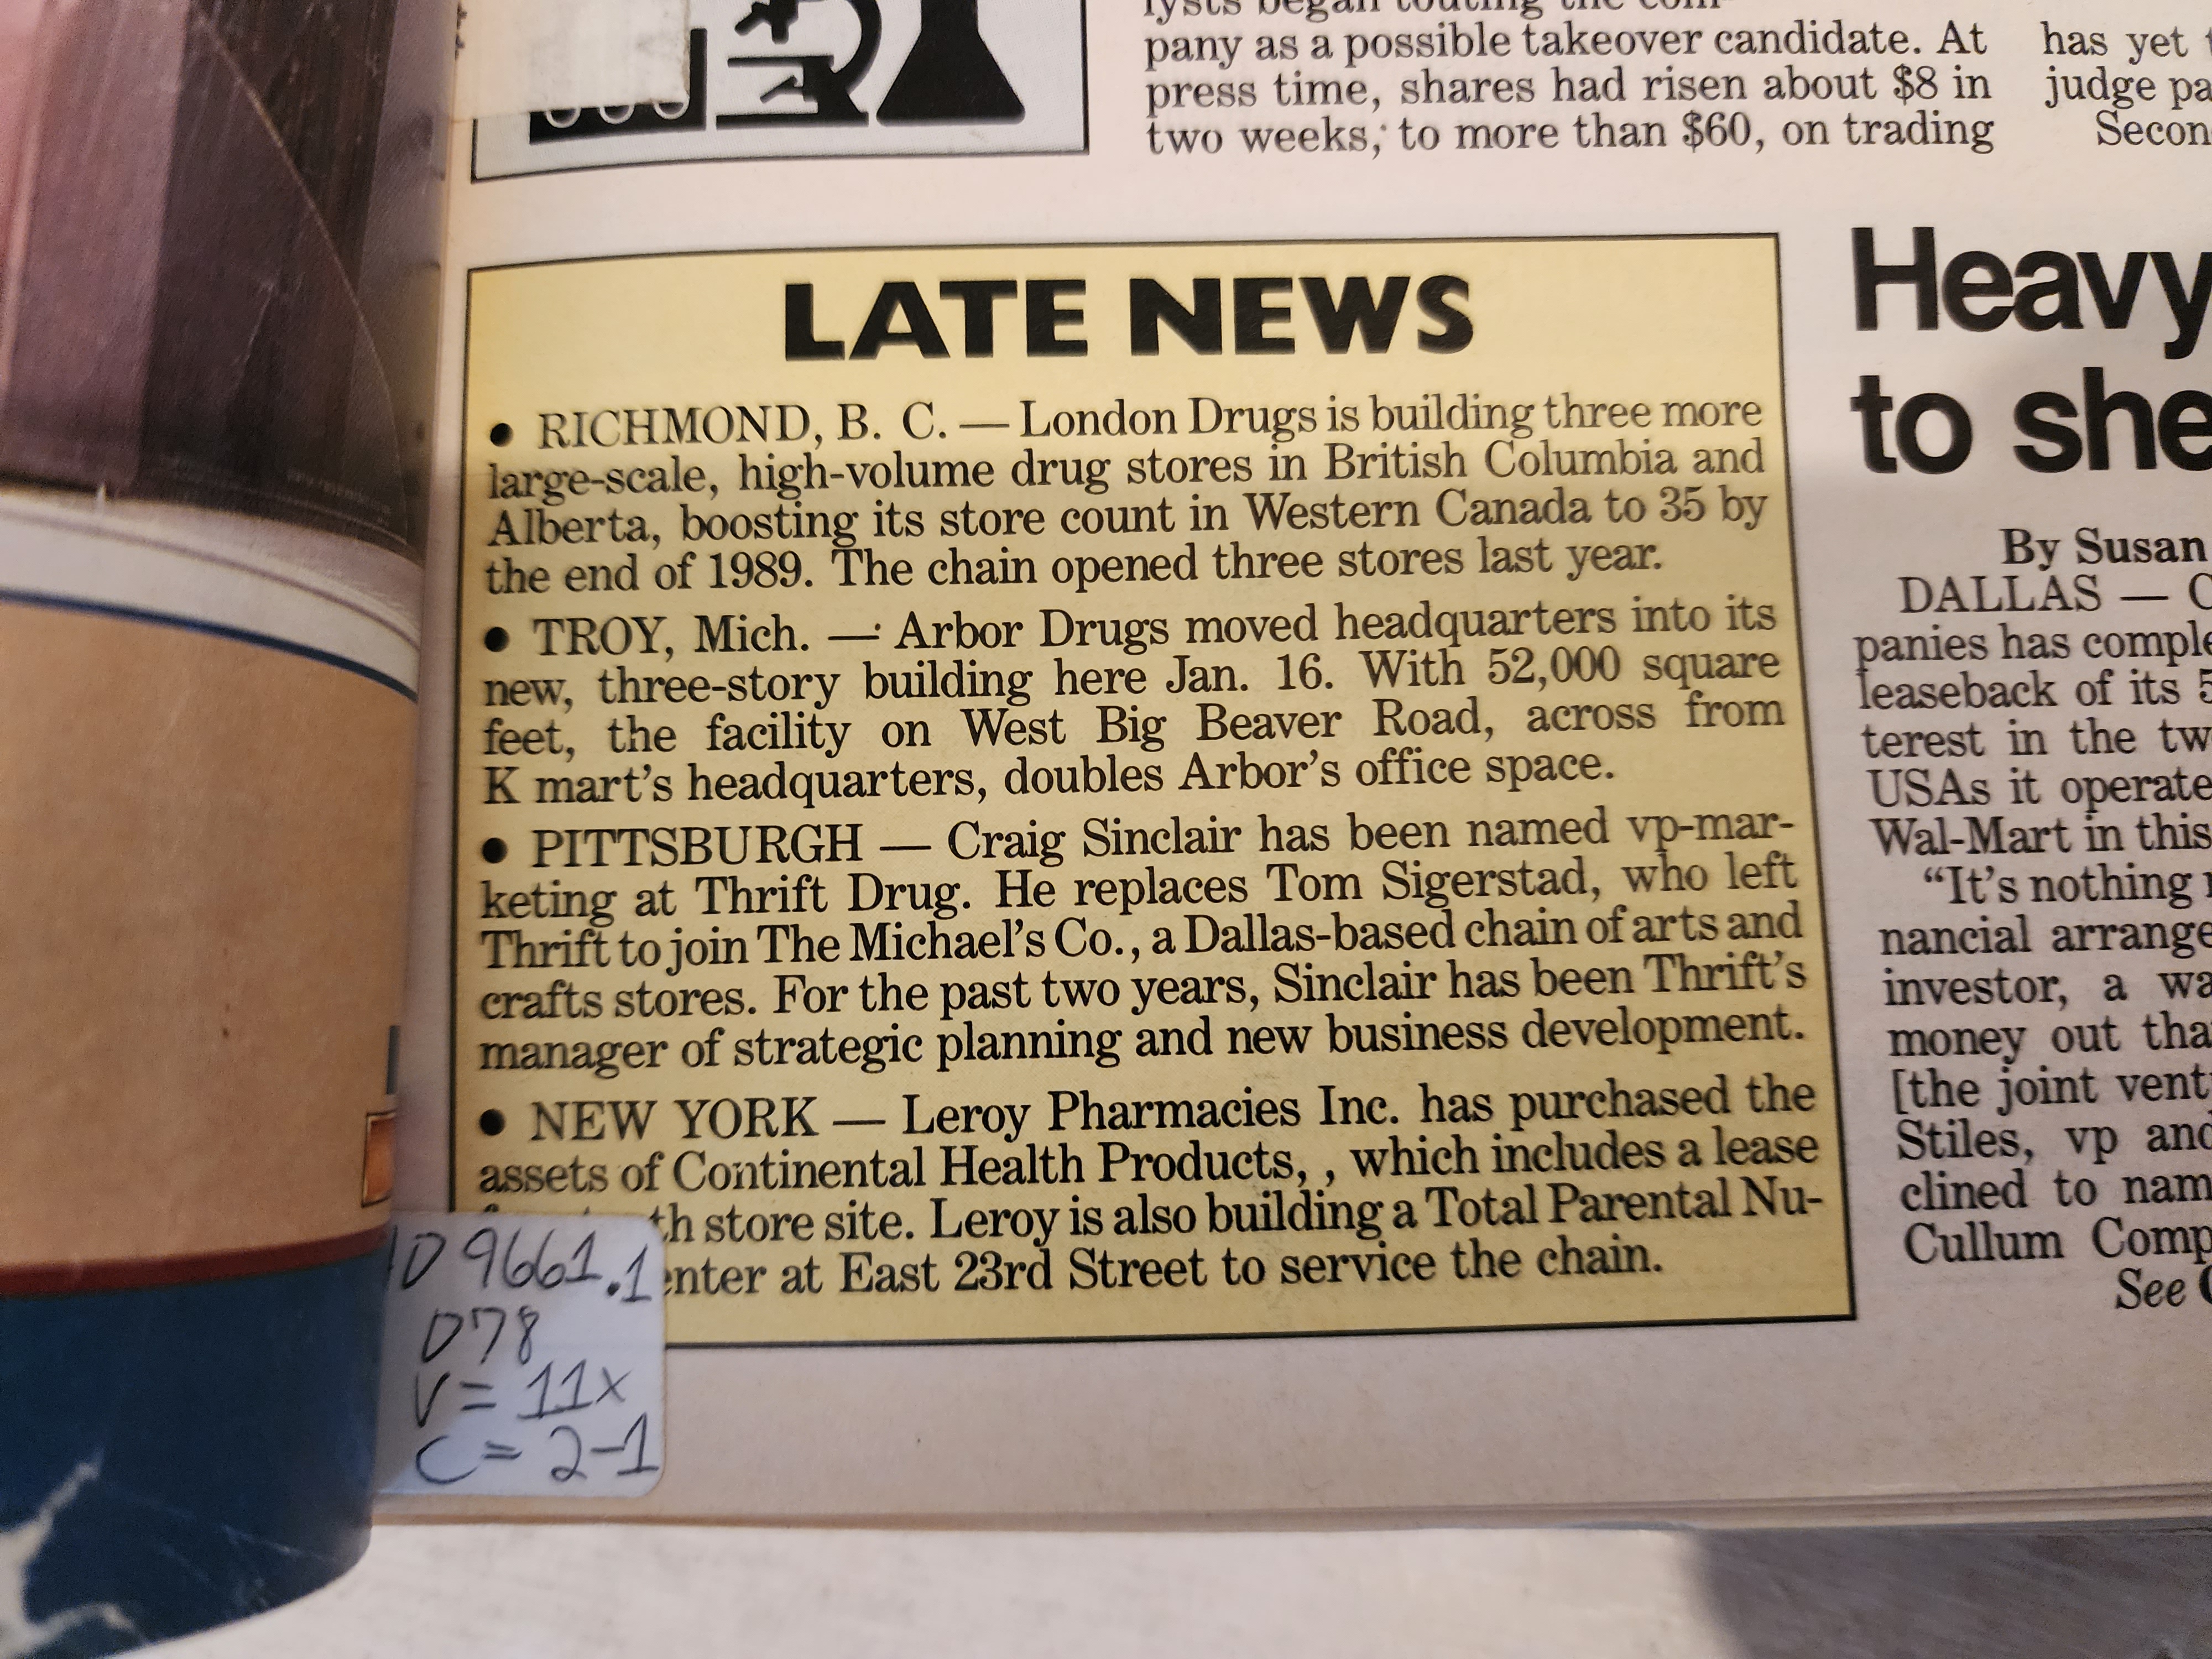 pany as a possible takeover candidate. At
press time, shares had risen about $8 in
two weeks, to more than $60, on trading
has yet
judge
LATE NEWS
• RICHMOND, B. C. — London Drugs is building three more
large-scale, high-volume drug stores in British Columbia and
Alberta, boosting its store count in Western Canada to 35 by
the end of 1989. The chain opened three stores last year.
• TROY, Mich. — Arbor Drugs moved headquarters into its
new, three-story building here Jan. 16. With 52,000 square
feet, the facility on West Big Beaver Road, across from
K mart's headquarters, doubles Arbor's office space.
• PITTSBURGH — Craig Sinclair has been named vp-mar-
keting at Thrift Drug. He replaces Tom Sigerstad, who left
Thrift to join The Michael's Co., a Dallas-based chain of arts and
crafts stores. For the past two years, Sinclair has been Thrift's
manager of strategic planning and new business development.
• NEW YORK — Leroy Pharmacies Inc. has purchased the
assets of Continental Health Products, , which includes a lease
th store site. Leroy is also building a Total Parental Nu-
enter at East 23rd Street to service the chain.
HD 9661.1
D78
V= 11x
C= 2-1
Heavy
to she
By Susan
DALLAS — C
panies has comple
leaseback of its 5
terest in the tw
USAs it operate
Wal-Mart in this
"It's nothing
nancial arrange
investor, a wa
money out tha
[the joint vent
Stiles, vp and
clined to nam
Cullum Comp
See